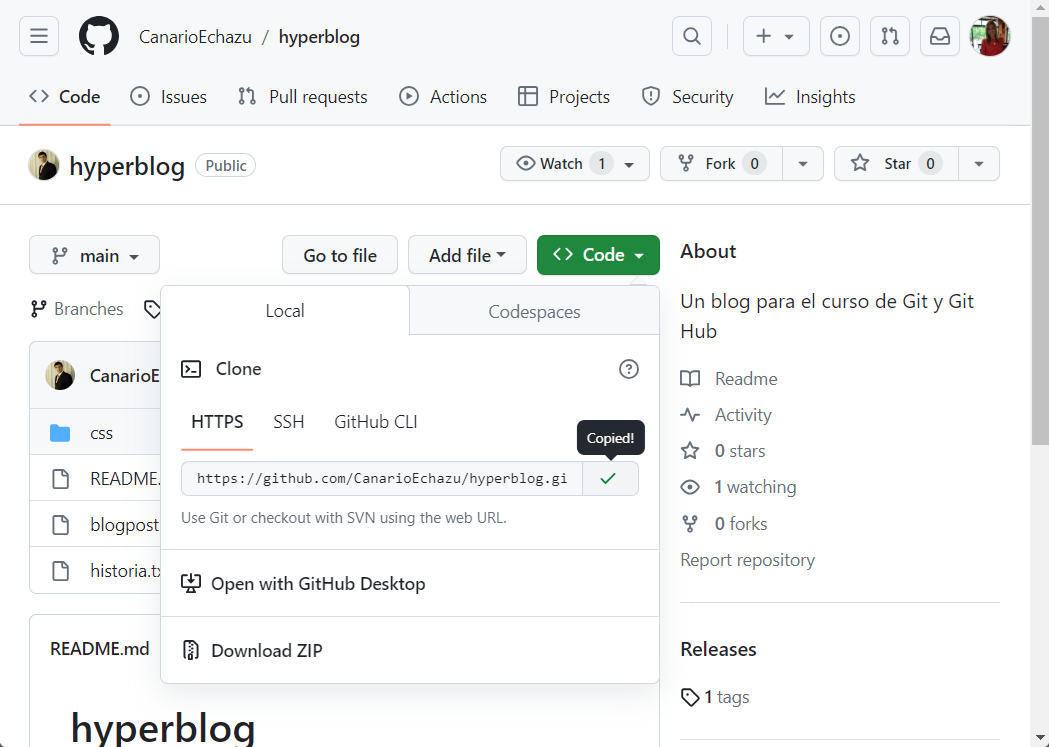 CanarioEchazu / hyperblog
Code Issues Pull requests Actions Projects Security Insights
hyperblog Public
Watch 1 Fork 0 Star 0
main Go to file Add file Code
Branches
Local Codespaces
Clone
HTTPS SSH GitHub CLI
Copied!
https://github.com/CanarioEchazu/hyperblog.gi
Use Git or checkout with SVN using the web URL.
Open with GitHub Desktop
Download ZIP
CanarioE
css
README.
blogpost
historia.tx
README.md
hyperblog
About
Un blog para el curso de Git y Git
Hub
Readme
Activity
0 stars
1 watching
0 forks
Report repository
Releases
1 tags